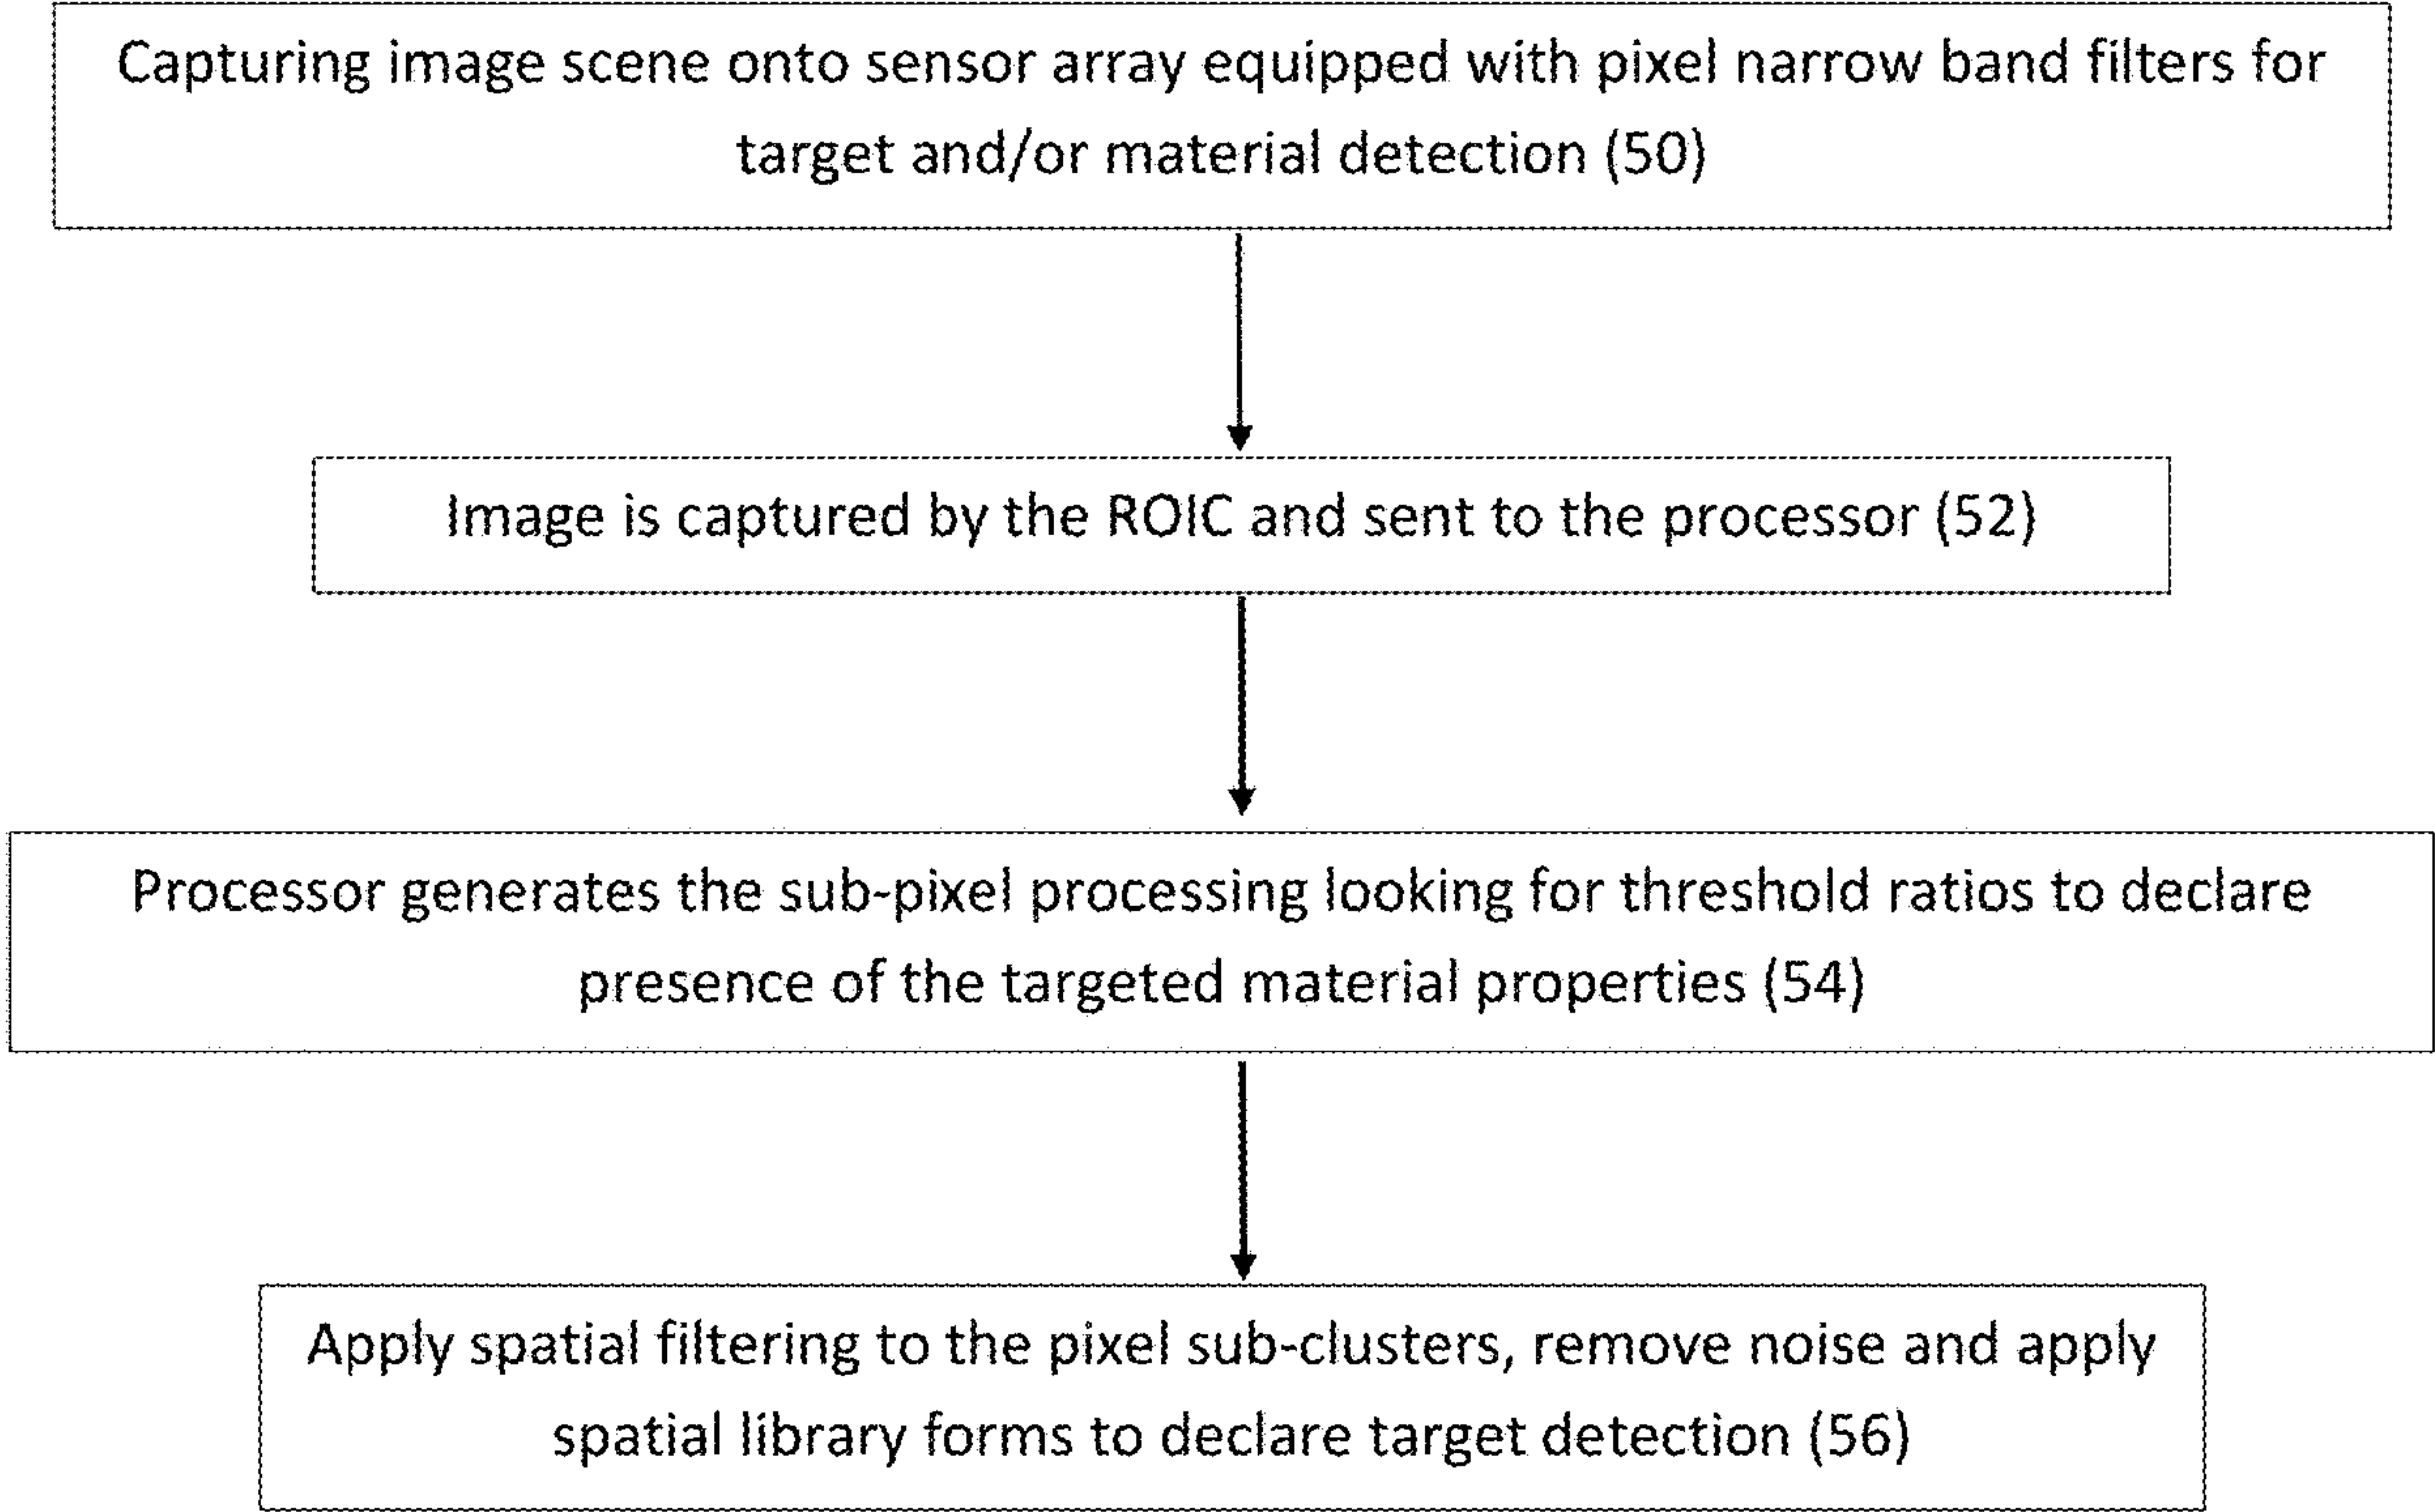 Capturing image scene onto sensor array equipped with pixel narrow band filters for
target and/or material detection (50)
Image is captured by the ROIC and sent to the processor (52)
Processor generates the sub-pixel processing looking for threshold ratios to declare
presence of the targeted material properties (54)
Apply spatial filtering to the pixel sub-clusters, remove noise and apply
spatial library forms to declare target detection (56)